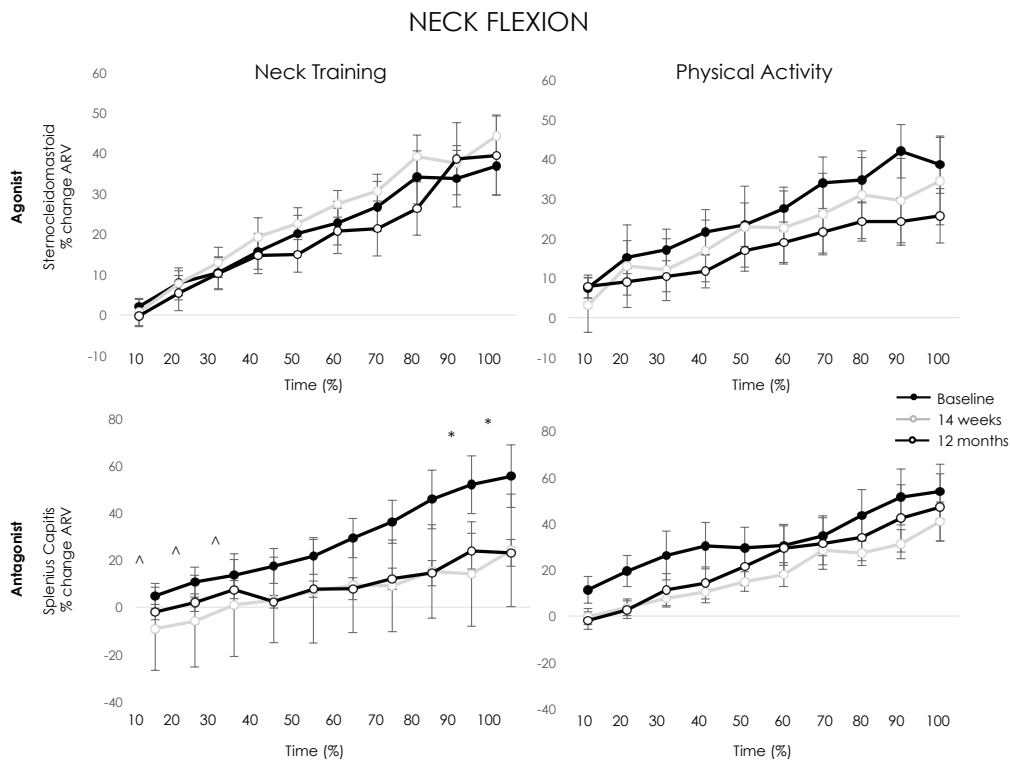 NECK FLEXION
Neck Training
Physical Activity
Agonist
Sternocleidomastoid
% change ARV
60
50
40
30
20
10
0
-10
10 20 30 40 50 60 70 80 90 100
Time (%)
60
50
40
30
20
10
0
-10
10 20 30 40 50 60 70 80 90 100
Time (%)
Baseline
14 weeks
12 months
Antagonist
Splenius Capitis
% change ARV
80
60
40
20
0
-20
-40
^ ^ ^
* *
10 20 30 40 50 60 70 80 90 100
Time (%)
80
60
40
20
0
-20
-40
10 20 30 40 50 60 70 80 90 100
Time (%)